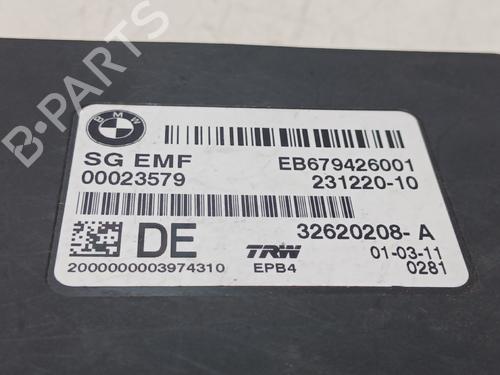 BMW
SG EMF
EB679426001
00023579
231220-10
32620208- A
DE
TRW
01-03-11
2000000003974310
EPB4
0281
B-PARTS